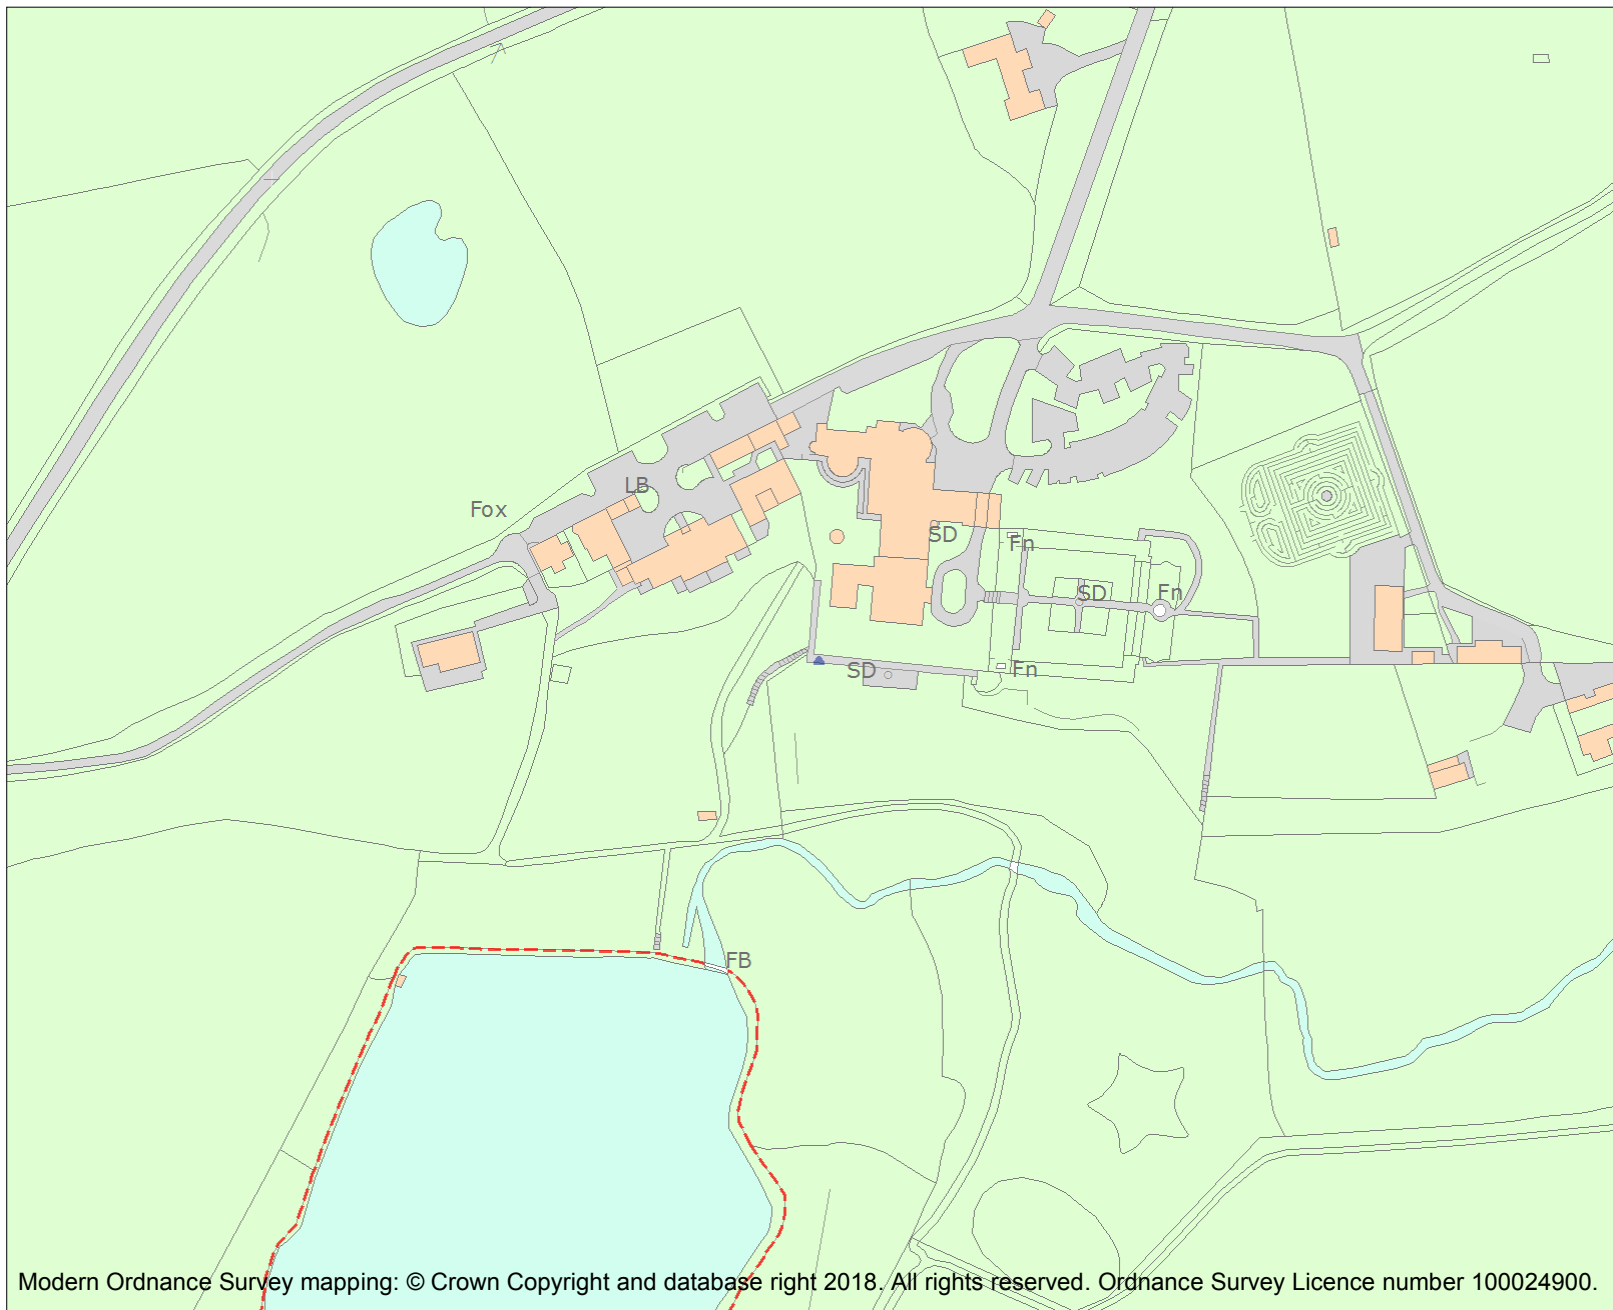 LB
Fox
SD
Fn
SD
Fn
SD
Fn
FB
Modern Ordnance Survey mapping: © Crown Copyright and database right 2018. All rights reserved. Ordnance Survey Licence number 100024900.